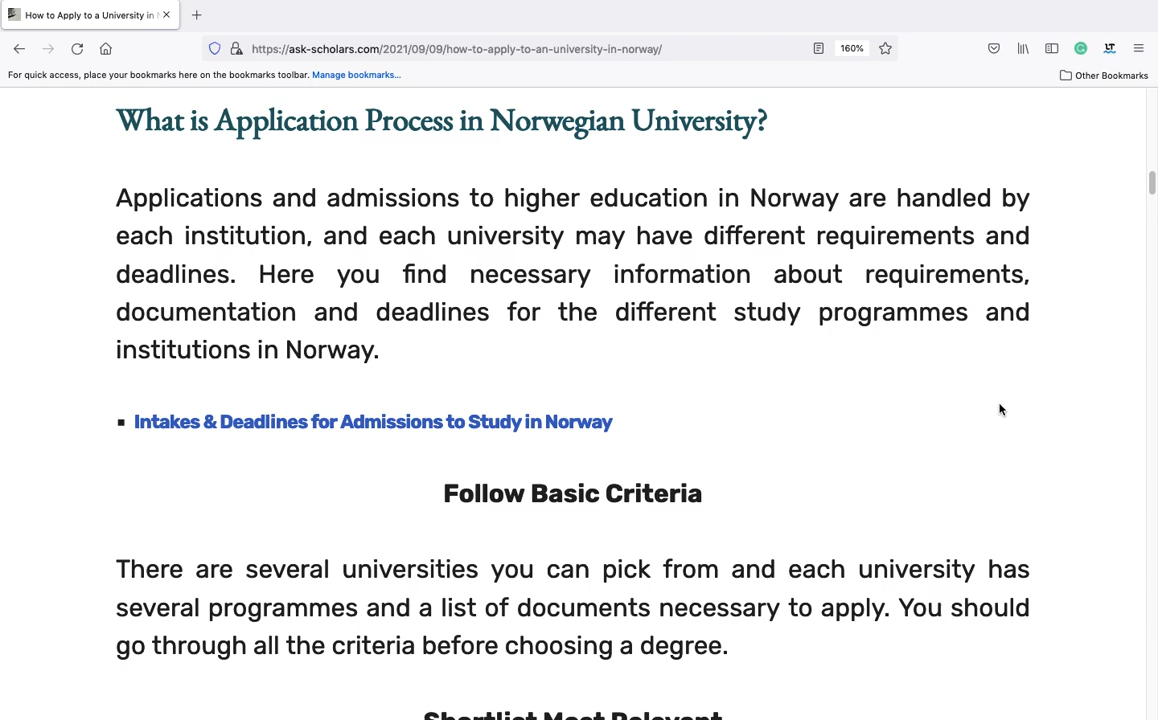 How to Apply to a University in
https://ask-scholars.com/2021/09/09/how-to-apply-to-an-university-in-norway/
160%
For quick access, place your bookmarks here on the bookmarks toolbar. Manage bookmarks...
Other Bookmarks
What is Application Process in Norwegian University?
Applications and admissions to higher education in Norway are handled by
each institution, and each university may have different requirements and
deadlines. Here you find necessary information about requirements,
documentation and deadlines for the different study programmes and
institutions in Norway.
Intakes & Deadlines for Admissions to Study in Norway
Follow Basic Criteria
There are several universities you can pick from and each university has
several programmes and a list of documents necessary to apply. You should
go through all the criteria before choosing a degree.
Shortlist Most Relevant